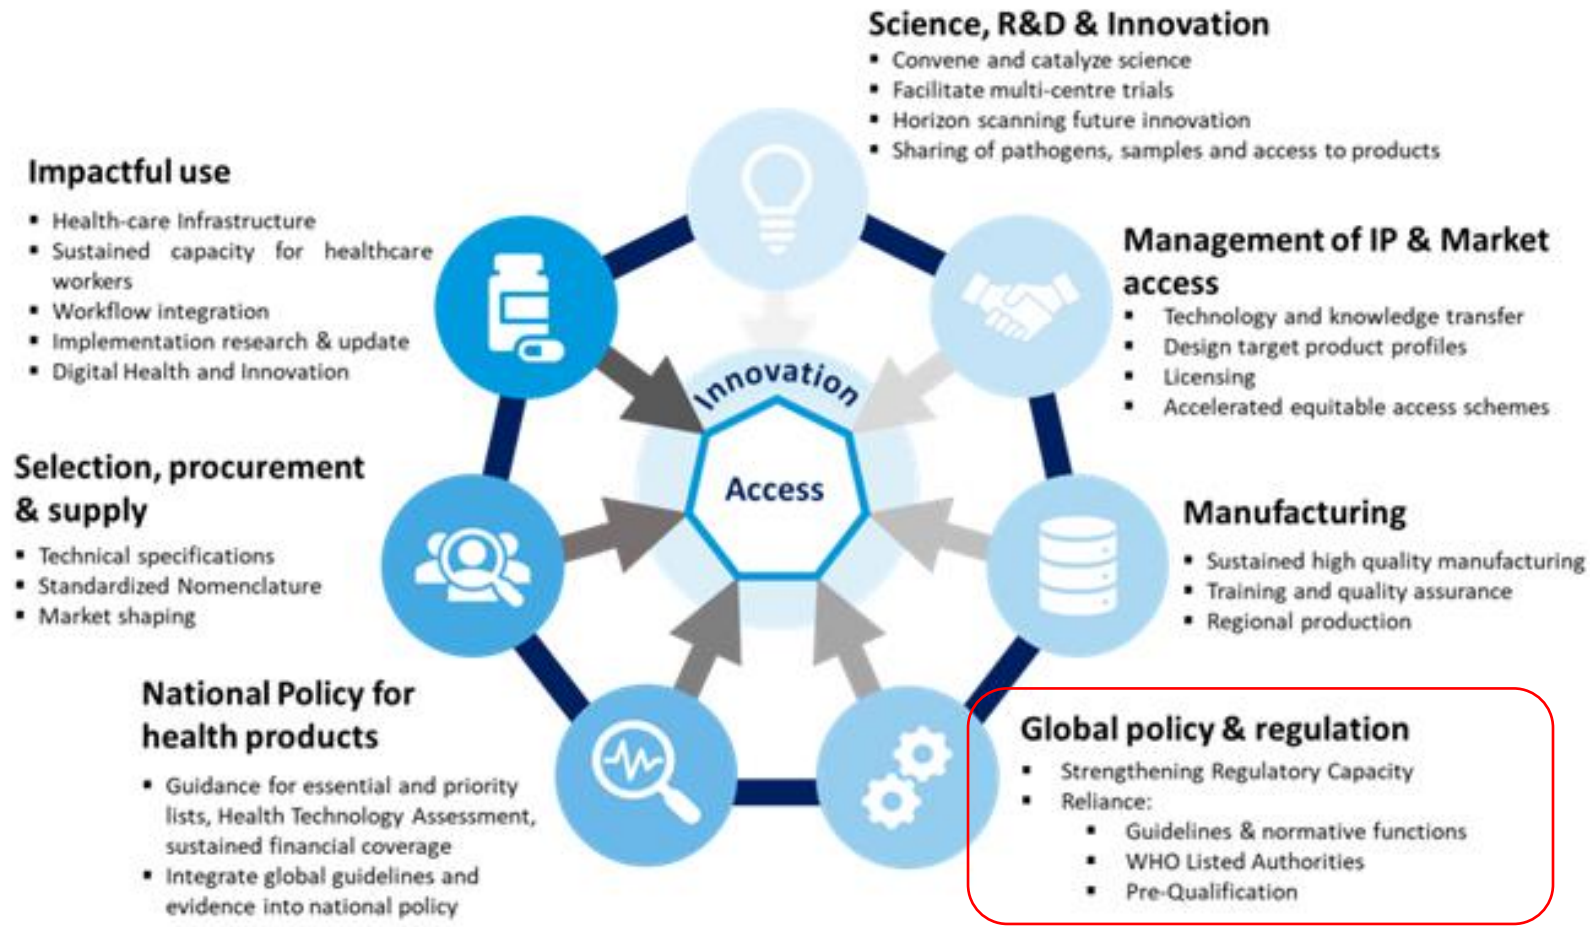 Science, R&D & Innovation
▪ Convene and catalyze science
▪ Facilitate multi-centre trials
▪ Horizon scanning future innovation
▪ Sharing of pathogens, samples and access to products
Management of IP & Market
access
▪ Technology and knowledge transfer
▪ Design target product profiles
▪ Licensing
▪ Accelerated equitable access schemes
Manufacturing
▪ Sustained high quality manufacturing
▪ Training and quality assurance
▪ Regional production
Global policy & regulation
▪ Strengthening Regulatory Capacity
▪ Reliance:
▪ Guidelines & normative functions
▪ WHO Listed Authorities
▪ Pre-Qualification
National Policy for
health products
▪ Guidance for essential and priority
lists, Health Technology Assessment,
sustained financial coverage
▪ Integrate global guidelines and
evidence into national policy
Selection, procurement
& supply
▪ Technical specifications
▪ Standardized Nomenclature
▪ Market shaping
Impactful use
▪ Health-care Infrastructure
▪ Sustained capacity for healthcare
workers
▪ Workflow integration
▪ Implementation research & update
▪ Digital Health and Innovation
Innovation
Access